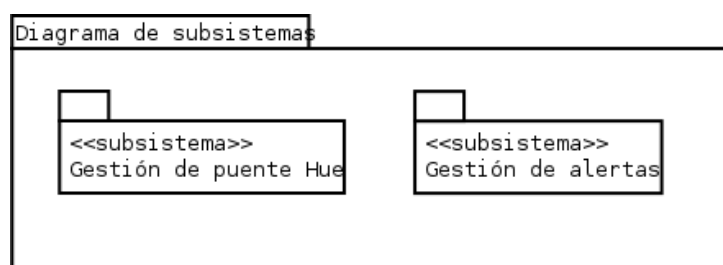 Diagrama de subsistemas
<<subsistema>>
Gestión de puente Hue
<<subsistema>>
Gestión de alertas